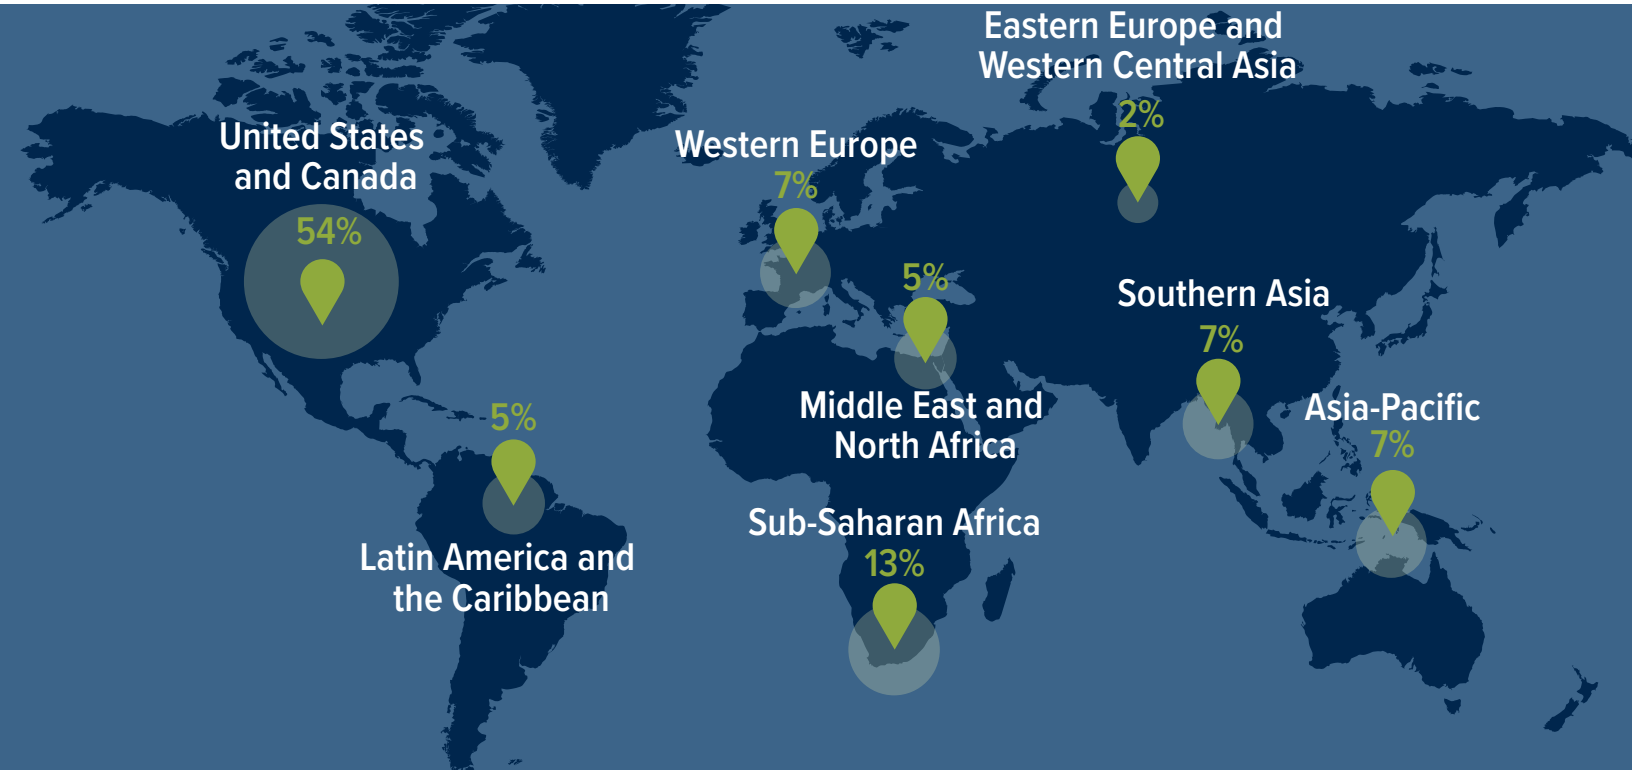 Eastern Europe and
Western Central Asia
2%
United States
and Canada
54%
Western Europe
7%
5%
Middle East and
North Africa
Southern Asia
7%
Asia-Pacific
7%
5%
Latin America and
the Caribbean
Sub-Saharan Africa
13%